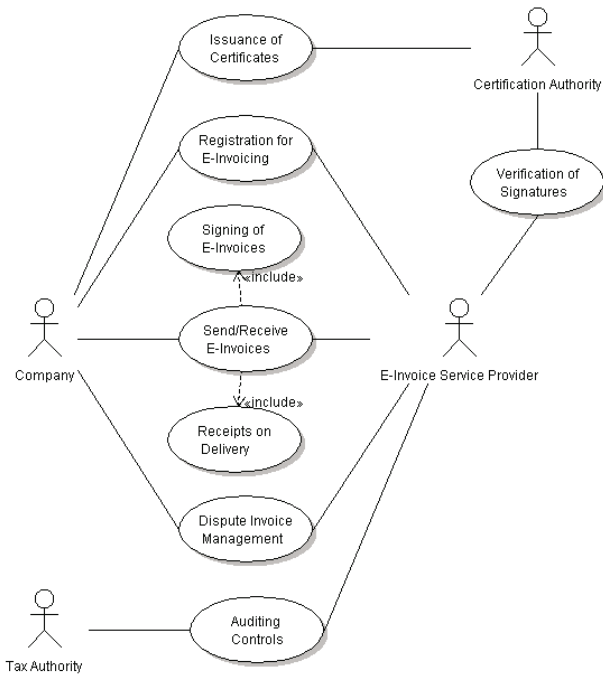 Issuance of
Certificates
Certification Authority
Registration for
E-Invoicing
Verification of
Signatures
Signing of
E-Invoices
«include»
Send/Receive
E-Invoices
Company
E-Invoice Service Provider
«include»
Receipts on
Delivery
Dispute Invoice
Management
Auditing
Controls
Tax Authority